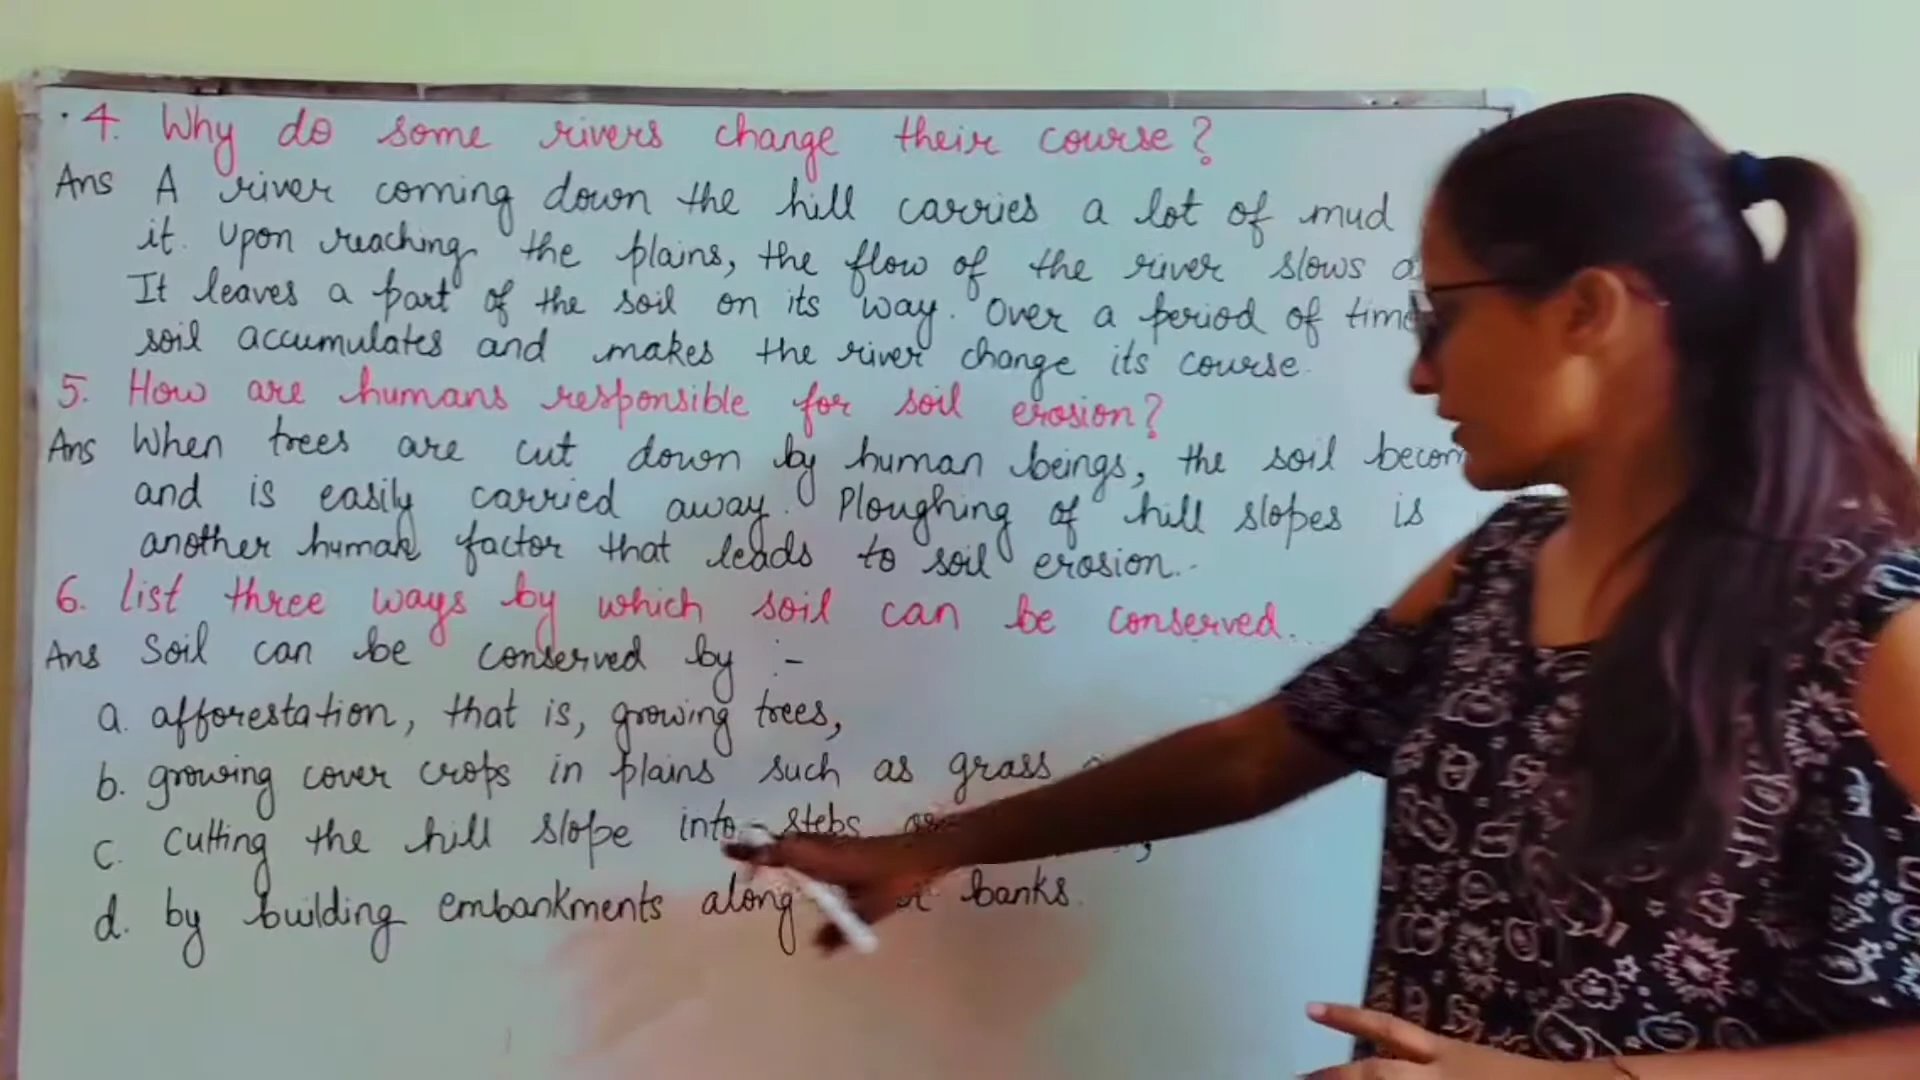 4. Why do some rivers change their course?
Ans A river coming down the hill carries a lot of mud
it. Upon reaching the plains, the flow of the river slows
It leaves a part of the soil on its way. Over a period of time
soil accumulates and makes the river change its course.
5. How are humans responsible for soil erosion?
Ans When trees are cut down by human beings, the soil becom
and is easily carried away. Ploughing of hill slopes is
another human factor that leads to soil erosion.
6. List three ways by which soil can be conserved.
Ans Soil can be conserved by :-
a. afforestation, that is, growing trees,
b. growing cover crops in plains such as grass
c. Cutting the hill slope into steps
d. by building embankments along banks.